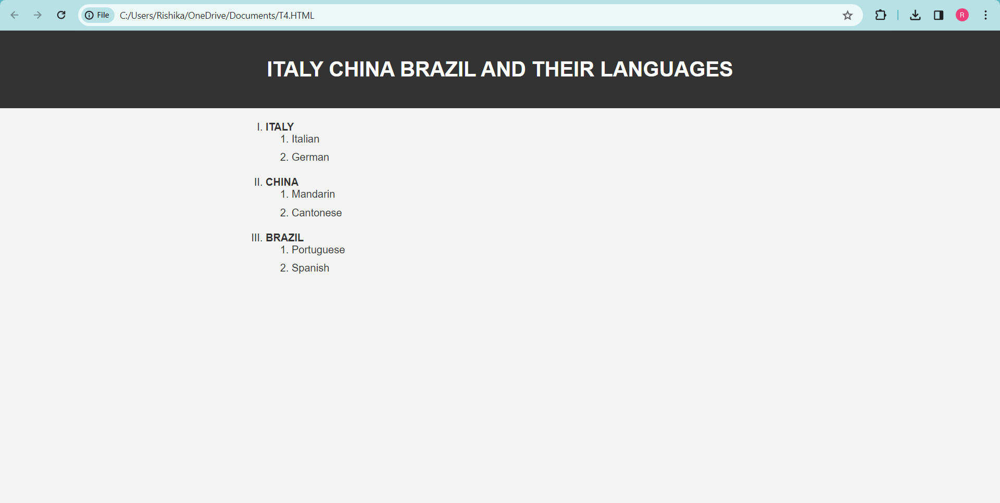 File C:/Users/Rishika/OneDrive/Documents/T4.HTML R
ITALY CHINA BRAZIL AND THEIR LANGUAGES
I. ITALY
1. Italian
2. German
II. CHINA
1. Mandarin
2. Cantonese
III. BRAZIL
1. Portuguese
2. Spanish